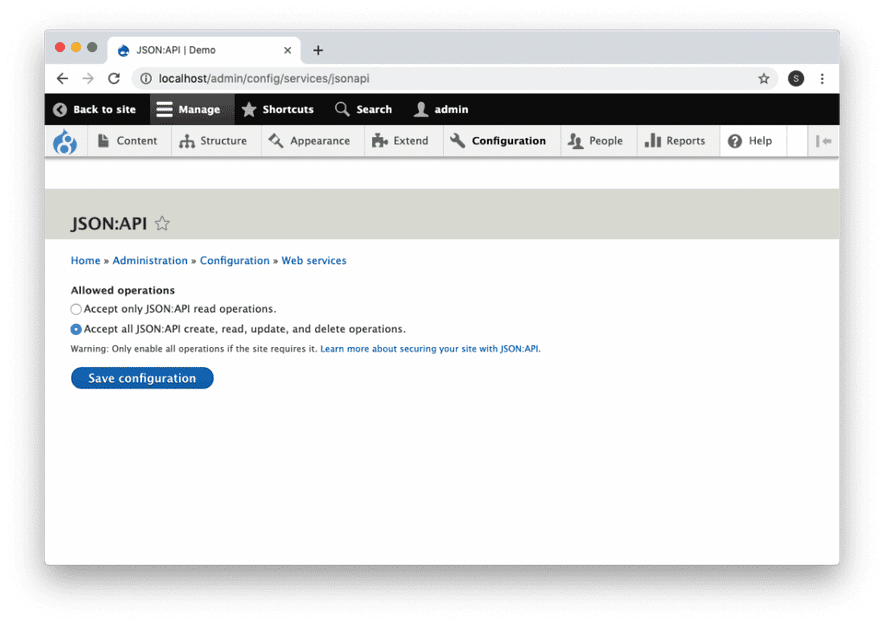 JSON:API | Demo
localhost/admin/config/services/jsonapi
S
Back to site Manage Shortcuts Search admin
Content Structure Appearance Extend Configuration People Reports Help
JSON:API
Home » Administration » Configuration » Web services
Allowed operations
Accept only JSON:API read operations.
Accept all JSON:API create, read, update, and delete operations.
Warning: Only enable all operations if the site requires it. Learn more about securing your site with JSON:API.
Save configuration